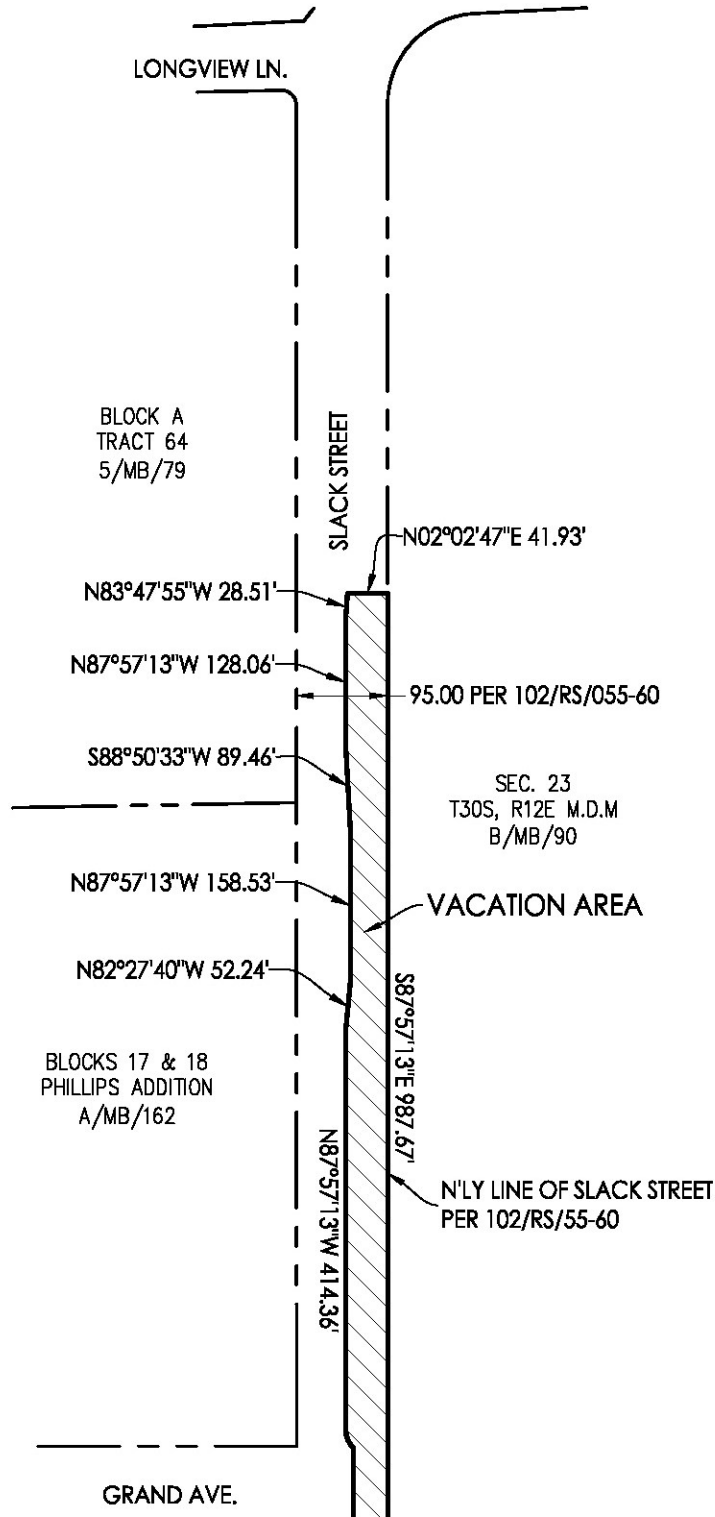 LONGVIEW LN.
BLOCK A
TRACT 64
5/MB/79
SLACK STREET
N02°02'47"E 41.93'
N83°47'55"W 28.51'
N87°57'13"W 128.06'
95.00 PER 102/RS/055-60
S88°50'33"W 89.46'
SEC. 23
T30S, R12E M.D.M
B/MB/90
N87°57'13"W 158.53'
VACATION AREA
N82°27'40"W 52.24'
S87°57'13"E 987.67'
BLOCKS 17 & 18
PHILLIPS ADDITION
A/MB/162
N87°57'13"W 414.36'
N'LY LINE OF SLACK STREET
PER 102/RS/55-60
GRAND AVE.